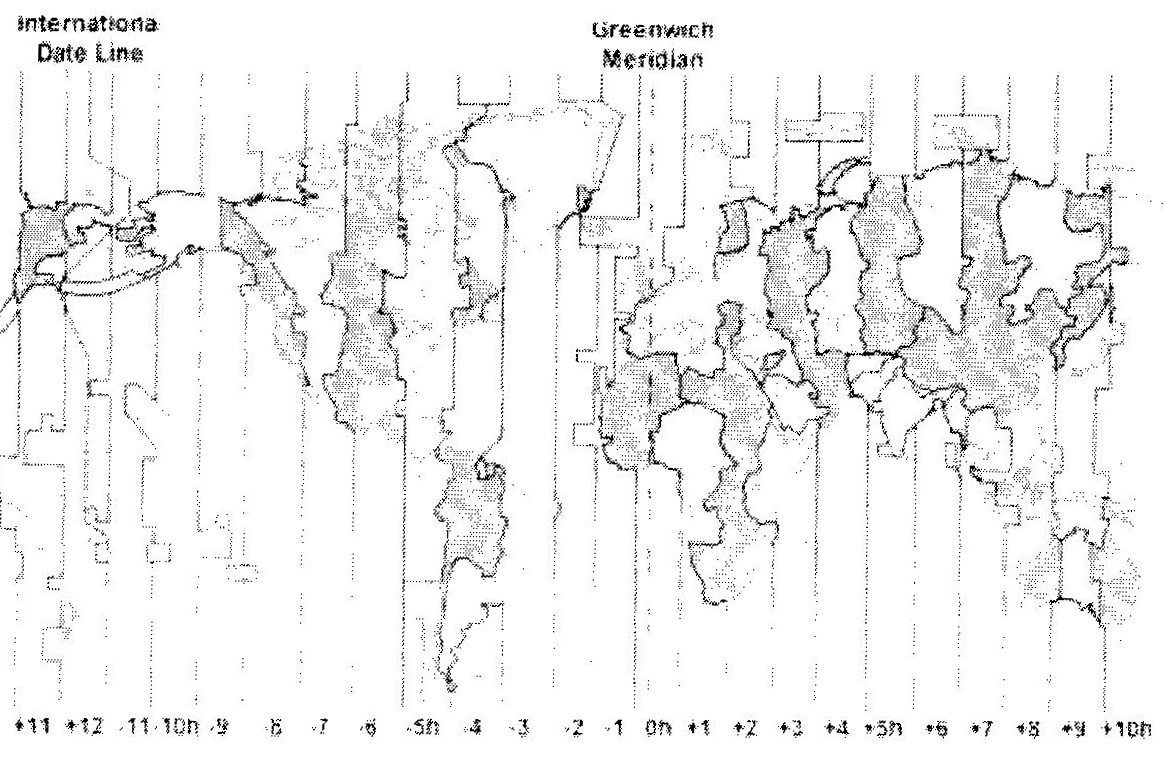 Internationa
Date Line
Greenwich
Meridian
+11 +12 -11 -10h -9 -8 -7 -6 -5h -4 -3 -2 -1 0h +1 +2 +3 +4 +5h +6 +7 +8 +9 +10h